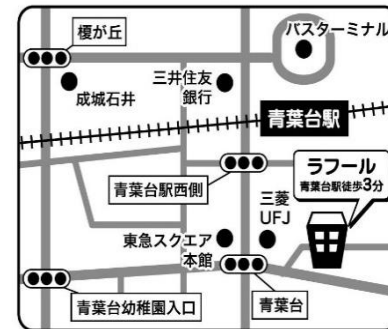 榎が丘
バスターミナル
成城石井
三井住友
銀行
青葉台駅
ラフール
青葉台駅徒歩3分
青葉台駅西側
三菱
UFJ
東急スクエア
本館
青葉台幼稚園入口
青葉台